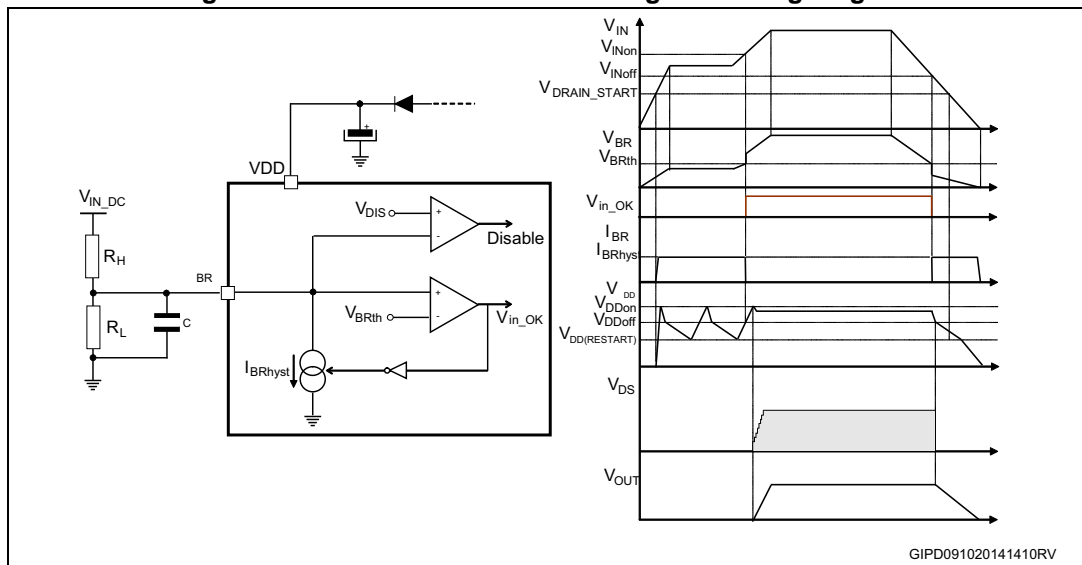 VDD
V_IN_DC
R_H
BR
R_L
C
V_DIS
+
-
Disable
+
V_BRth
-
V_in_OK
I_BRhyst
+
V_IN
V_INon
V_INoff
V_DRAIN_START
V_BR
V_BRth
V_in_OK
I_BR
I_BRhyst
V_DD
V_DDon
V_DDoff
V_DD(RESTART)
V_DS
V_OUT
GIPD091020141410RV